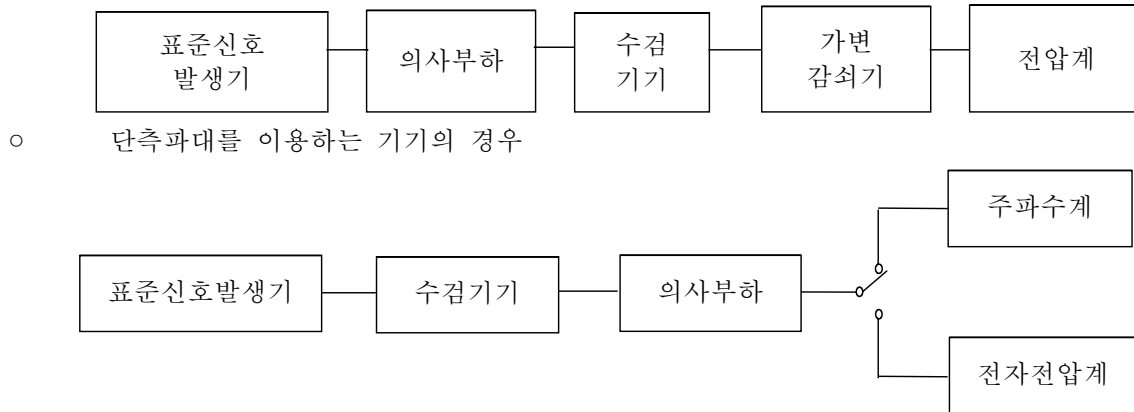 표준신호
발생기
의사부하
수검
기기
가변
감쇠기
전압계
○ 단측파대를 이용하는 기기의 경우
주파수계
표준신호발생기
수검기기
의사부하
전자전압계